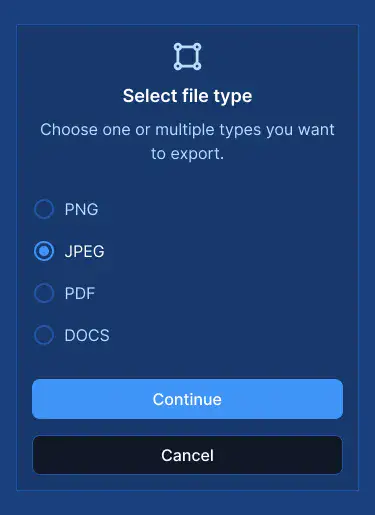 Select file type
Choose one or multiple types you want
to export.
PNG
JPEG
PDF
DOCS
Continue
Cancel